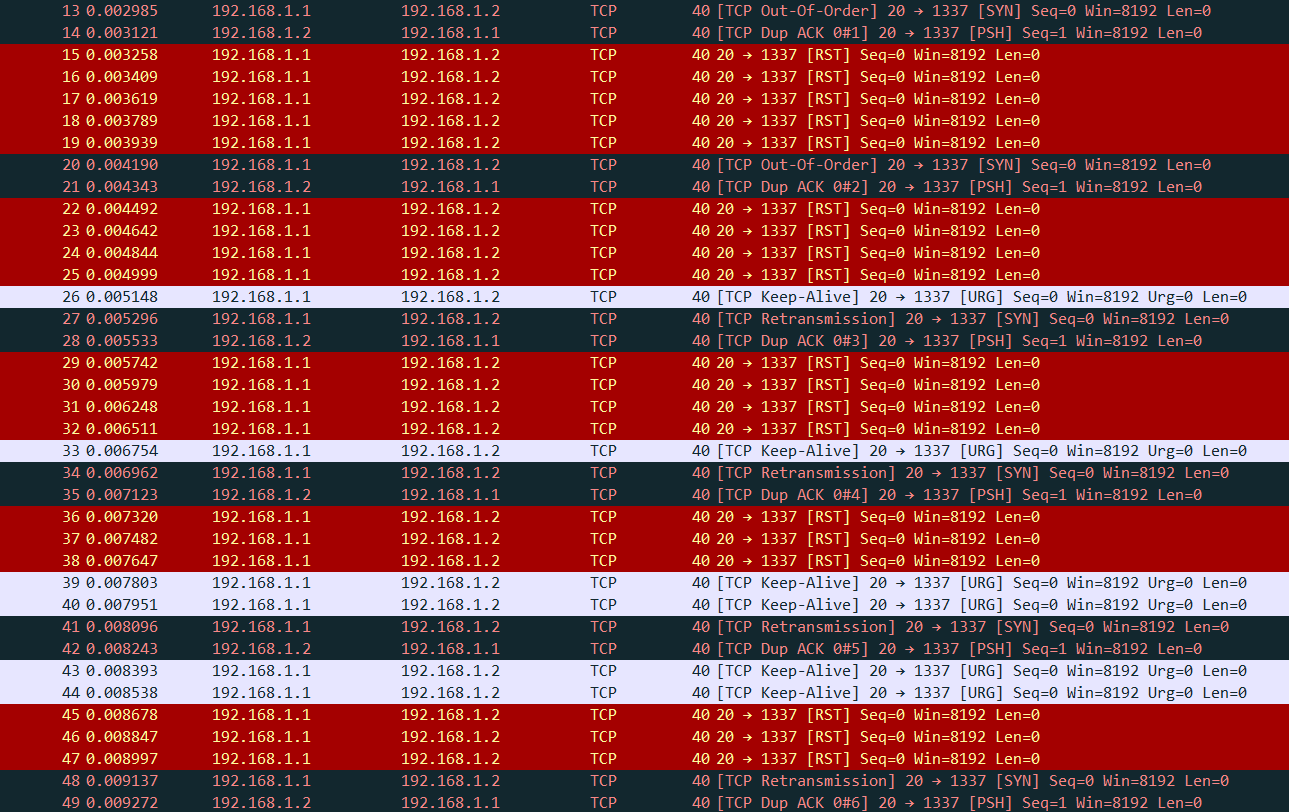 13 0.002985 192.168.1.1 192.168.1.2 TCP 40 [TCP Out-Of-Order] 20 → 1337 [SYN] Seq=0 Win=8192 Len=0
14 0.003121 192.168.1.2 192.168.1.1 TCP 40 [TCP Dup ACK 0#1] 20 → 1337 [PSH] Seq=1 Win=8192 Len=0
15 0.003258 192.168.1.1 192.168.1.2 TCP 40 20 → 1337 [RST] Seq=0 Win=8192 Len=0
16 0.003409 192.168.1.1 192.168.1.2 TCP 40 20 → 1337 [RST] Seq=0 Win=8192 Len=0
17 0.003619 192.168.1.1 192.168.1.2 TCP 40 20 → 1337 [RST] Seq=0 Win=8192 Len=0
18 0.003789 192.168.1.1 192.168.1.2 TCP 40 20 → 1337 [RST] Seq=0 Win=8192 Len=0
19 0.003939 192.168.1.1 192.168.1.2 TCP 40 20 → 1337 [RST] Seq=0 Win=8192 Len=0
20 0.004190 192.168.1.1 192.168.1.2 TCP 40 [TCP Out-Of-Order] 20 → 1337 [SYN] Seq=0 Win=8192 Len=0
21 0.004343 192.168.1.2 192.168.1.1 TCP 40 [TCP Dup ACK 0#2] 20 → 1337 [PSH] Seq=1 Win=8192 Len=0
22 0.004492 192.168.1.1 192.168.1.2 TCP 40 20 → 1337 [RST] Seq=0 Win=8192 Len=0
23 0.004642 192.168.1.1 192.168.1.2 TCP 40 20 → 1337 [RST] Seq=0 Win=8192 Len=0
24 0.004844 192.168.1.1 192.168.1.2 TCP 40 20 → 1337 [RST] Seq=0 Win=8192 Len=0
25 0.004999 192.168.1.1 192.168.1.2 TCP 40 20 → 1337 [RST] Seq=0 Win=8192 Len=0
26 0.005148 192.168.1.1 192.168.1.2 TCP 40 [TCP Keep-Alive] 20 → 1337 [URG] Seq=0 Win=8192 Urg=0 Len=0
27 0.005296 192.168.1.1 192.168.1.2 TCP 40 [TCP Retransmission] 20 → 1337 [SYN] Seq=0 Win=8192 Len=0
28 0.005533 192.168.1.2 192.168.1.1 TCP 40 [TCP Dup ACK 0#3] 20 → 1337 [PSH] Seq=1 Win=8192 Len=0
29 0.005742 192.168.1.1 192.168.1.2 TCP 40 20 → 1337 [RST] Seq=0 Win=8192 Len=0
30 0.005979 192.168.1.1 192.168.1.2 TCP 40 20 → 1337 [RST] Seq=0 Win=8192 Len=0
31 0.006248 192.168.1.1 192.168.1.2 TCP 40 20 → 1337 [RST] Seq=0 Win=8192 Len=0
32 0.006511 192.168.1.1 192.168.1.2 TCP 40 20 → 1337 [RST] Seq=0 Win=8192 Len=0
33 0.006754 192.168.1.1 192.168.1.2 TCP 40 [TCP Keep-Alive] 20 → 1337 [URG] Seq=0 Win=8192 Urg=0 Len=0
34 0.006962 192.168.1.1 192.168.1.2 TCP 40 [TCP Retransmission] 20 → 1337 [SYN] Seq=0 Win=8192 Len=0
35 0.007123 192.168.1.2 192.168.1.1 TCP 40 [TCP Dup ACK 0#4] 20 → 1337 [PSH] Seq=1 Win=8192 Len=0
36 0.007320 192.168.1.1 192.168.1.2 TCP 40 20 → 1337 [RST] Seq=0 Win=8192 Len=0
37 0.007482 192.168.1.1 192.168.1.2 TCP 40 20 → 1337 [RST] Seq=0 Win=8192 Len=0
38 0.007647 192.168.1.1 192.168.1.2 TCP 40 20 → 1337 [RST] Seq=0 Win=8192 Len=0
39 0.007803 192.168.1.1 192.168.1.2 TCP 40 [TCP Keep-Alive] 20 → 1337 [URG] Seq=0 Win=8192 Urg=0 Len=0
40 0.007951 192.168.1.1 192.168.1.2 TCP 40 [TCP Keep-Alive] 20 → 1337 [URG] Seq=0 Win=8192 Urg=0 Len=0
41 0.008096 192.168.1.1 192.168.1.2 TCP 40 [TCP Retransmission] 20 → 1337 [SYN] Seq=0 Win=8192 Len=0
42 0.008243 192.168.1.2 192.168.1.1 TCP 40 [TCP Dup ACK 0#5] 20 → 1337 [PSH] Seq=1 Win=8192 Len=0
43 0.008393 192.168.1.1 192.168.1.2 TCP 40 [TCP Keep-Alive] 20 → 1337 [URG] Seq=0 Win=8192 Urg=0 Len=0
44 0.008538 192.168.1.1 192.168.1.2 TCP 40 [TCP Keep-Alive] 20 → 1337 [URG] Seq=0 Win=8192 Urg=0 Len=0
45 0.008678 192.168.1.1 192.168.1.2 TCP 40 20 → 1337 [RST] Seq=0 Win=8192 Len=0
46 0.008847 192.168.1.1 192.168.1.2 TCP 40 20 → 1337 [RST] Seq=0 Win=8192 Len=0
47 0.008997 192.168.1.1 192.168.1.2 TCP 40 20 → 1337 [RST] Seq=0 Win=8192 Len=0
48 0.009137 192.168.1.1 192.168.1.2 TCP 40 [TCP Retransmission] 20 → 1337 [SYN] Seq=0 Win=8192 Len=0
49 0.009272 192.168.1.2 192.168.1.1 TCP 40 [TCP Dup ACK 0#6] 20 → 1337 [PSH] Seq=1 Win=8192 Len=0